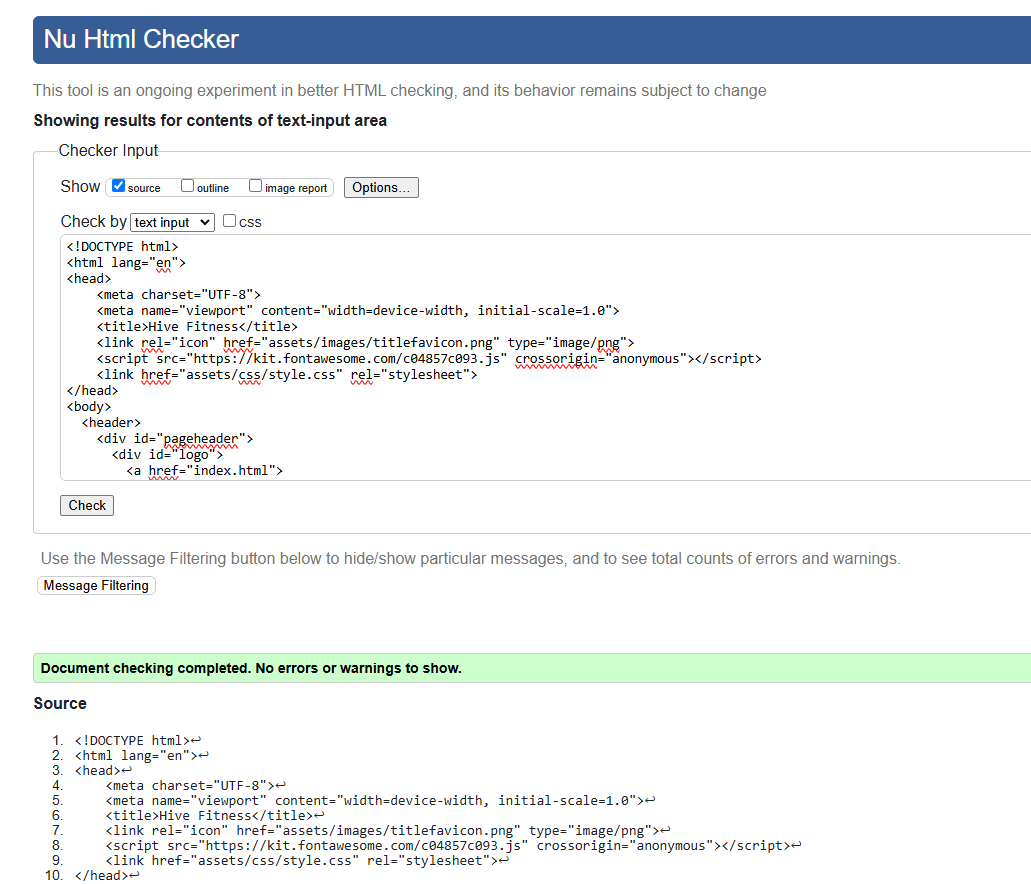 Nu Html Checker
This tool is an ongoing experiment in better HTML checking, and its behavior remains subject to change
Showing results for contents of text-input area
Checker Input
Show source outline image report Options...
Check by text input css
<!DOCTYPE html>
<html lang="en">
<head>
    <meta charset="UTF-8">
    <meta name="viewport" content="width=device-width, initial-scale=1.0">
    <title>Hive Fitness</title>
    <link rel="icon" href="assets/images/titlefavicon.png" type="image/png">
    <script src="https://kit.fontawesome.com/c04857c093.js" crossorigin="anonymous"></script>
    <link href="assets/css/style.css" rel="stylesheet">
</head>
<body>
  <header>
    <div id="pageheader">
      <div id="logo">
        <a href="index.html">
Check
Use the Message Filtering button below to hide/show particular messages, and to see total counts of errors and warnings.
Message Filtering
Document checking completed. No errors or warnings to show.
Source
1. <!DOCTYPE html>↩
2. <html lang="en">↩
3. <head>↩
4.     <meta charset="UTF-8">↩
5.     <meta name="viewport" content="width=device-width, initial-scale=1.0">↩
6.     <title>Hive Fitness</title>↩
7.     <link rel="icon" href="assets/images/titlefavicon.png" type="image/png">↩
8.     <script src="https://kit.fontawesome.com/c04857c093.js" crossorigin="anonymous"></script>↩
9.     <link href="assets/css/style.css" rel="stylesheet">↩
10. </head>↩